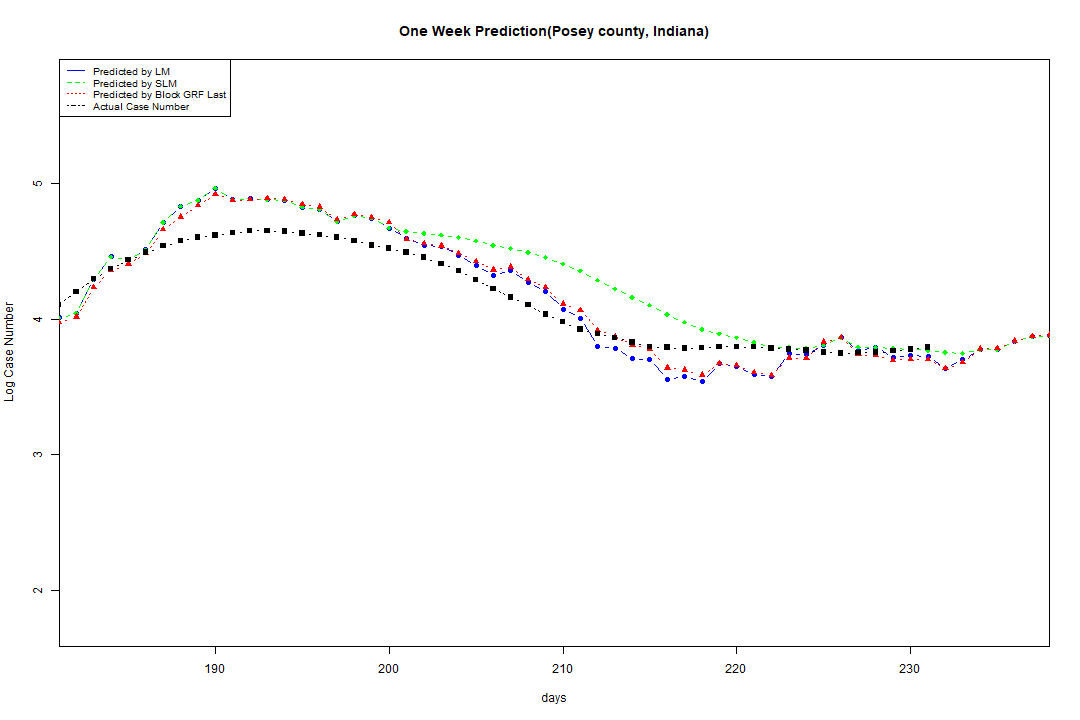 One Week Prediction(Posey county, Indiana)
Predicted by LM
Predicted by SLM
Predicted by Block GRF Last
Actual Case Number
5
4
3
2
Log Case Number
190 200 210 220 230
days